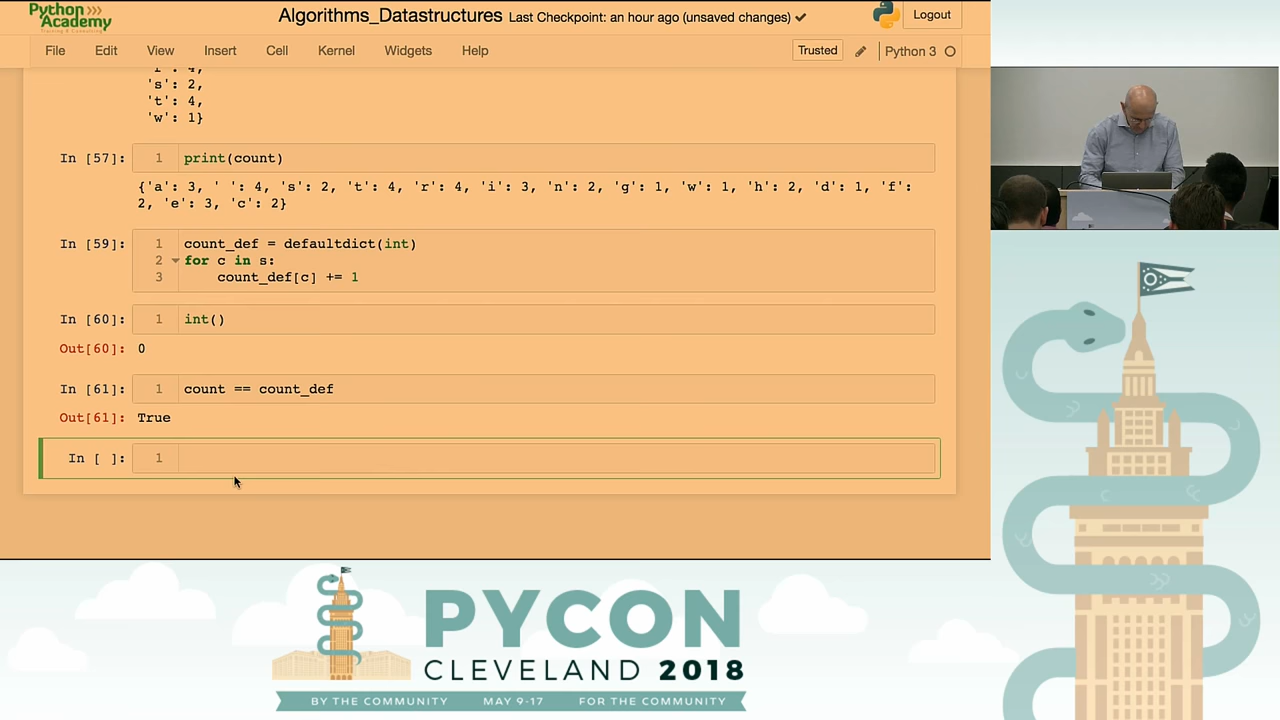 Python
Academy
Training & Consulting
Algorithms_Datastructures Last Checkpoint: an hour ago (unsaved changes)
Logout
File Edit View Insert Cell Kernel Widgets Help
Trusted
Python 3
'r': 4,
's': 2,
't': 4,
'w': 1}
In [57]: 1 print(count)
{'a': 3, ' ': 4, 's': 2, 't': 4, 'r': 4, 'i': 3, 'n': 2, 'g': 1, 'w': 1, 'h': 2, 'd': 1, 'f':
2, 'e': 3, 'c': 2}
In [59]: 1 count_def = defaultdict(int)
2 for c in s:
3 count_def[c] += 1
In [60]: 1 int()
Out[60]: 0
In [61]: 1 count == count_def
Out[61]: True
In [ ]: 1
PYCON
CLEVELAND 2018
BY THE COMMUNITY MAY 9-17 FOR THE COMMUNITY